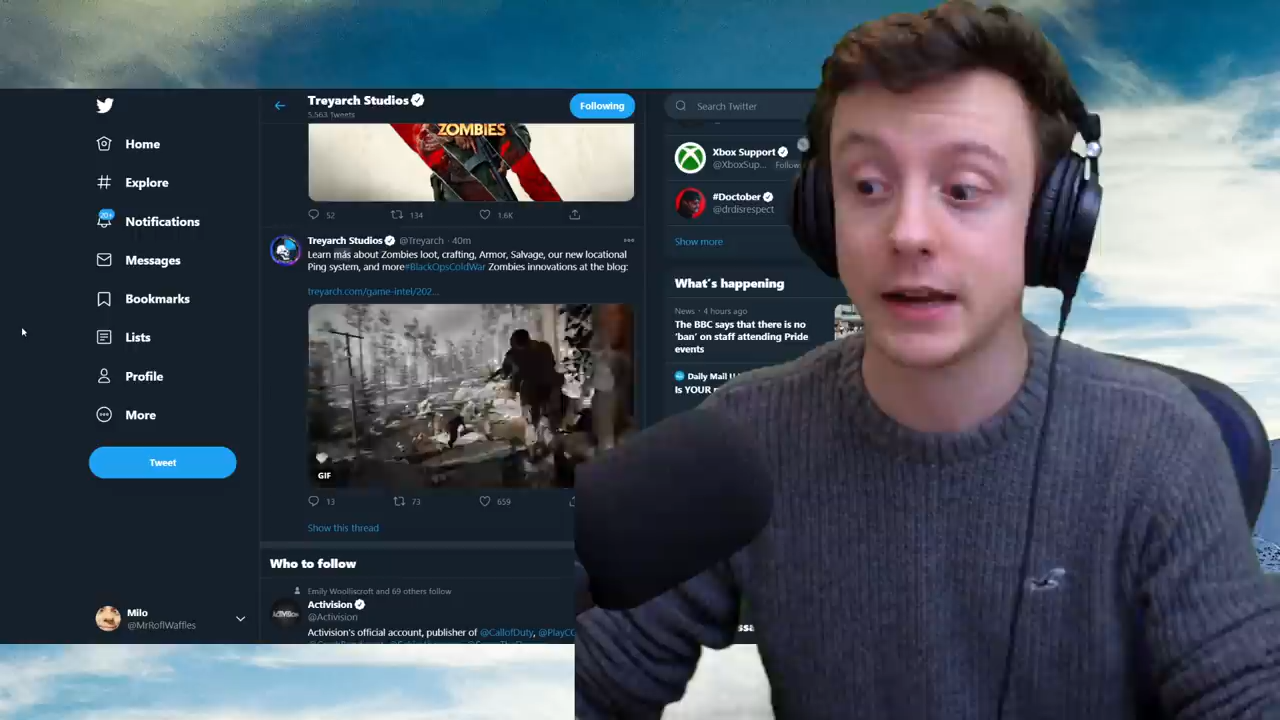 Treyarch Studios
5,563 Tweets
Following
Search Twitter
Home
Explore
20+
Notifications
Messages
Bookmarks
Lists
Profile
More
Tweet
Milo
@MrRoflWaffles
ZOMBIES
52
134
1.6K
Treyarch Studios @Treyarch · 40m
Learn más about Zombies loot, crafting, Armor, Salvage, our new locational
Ping system, and more#BlackOpsColdWar Zombies innovations at the blog:
treyarch.com/game-intel/202...
GIF
13
73
659
Show this thread
Who to follow
Emily Woolliscroft and 69 others follow
Activision
@Activision
Activision's official account, publisher of @CallofDuty, @PlayCO
Xbox Support
@XboxSup...
Follow
#Doctober
@drdisrespect
Show more
What's happening
News · 4 hours ago
The BBC says that there is no
'ban' on staff attending Pride
events
Daily Mail U
Is YOUR